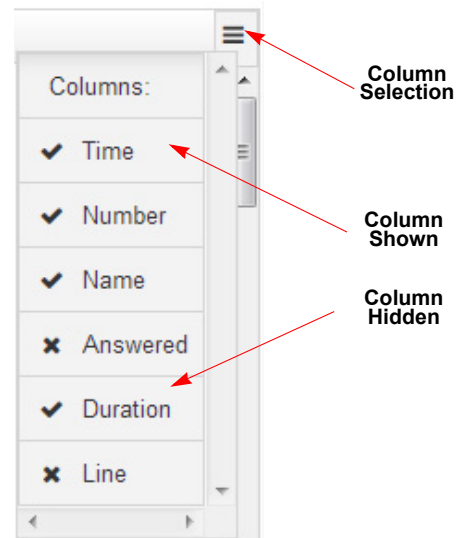 Columns:
Time
Number
Name
Answered
Duration
Line
Column
Selection
Column
Shown
Column
Hidden